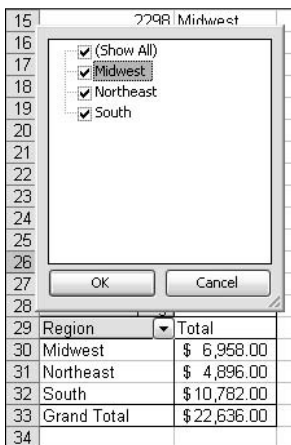 15 2298 Midwest
16 (Show All)
17 Midwest
18 Northeast
19 South
20
21
22
23
24
25
26
27 OK Cancel
28
29 Region Total
30 Midwest $ 6,958.00
31 Northeast $ 4,896.00
32 South $10,782.00
33 Grand Total $22,636.00
34